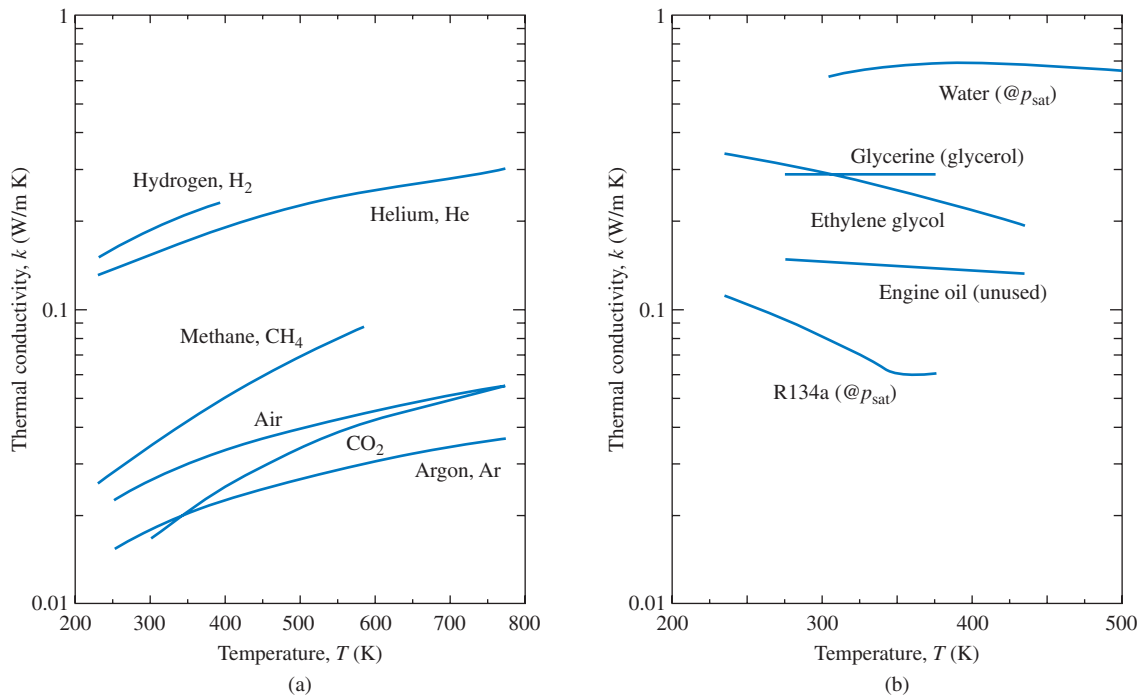 1
0.1
0.01
Thermal conductivity, k (W/m K)
Hydrogen, H₂
Helium, He
Methane, CH₄
Air
CO₂
Argon, Ar
200 300 400 500 600 700 800
Temperature, T (K)
(a)
1
0.1
0.01
Thermal conductivity, k (W/m K)
Water (@p_sat)
Glycerine (glycerol)
Ethylene glycol
Engine oil (unused)
R134a (@p_sat)
200 300 400 500
Temperature, T (K)
(b)